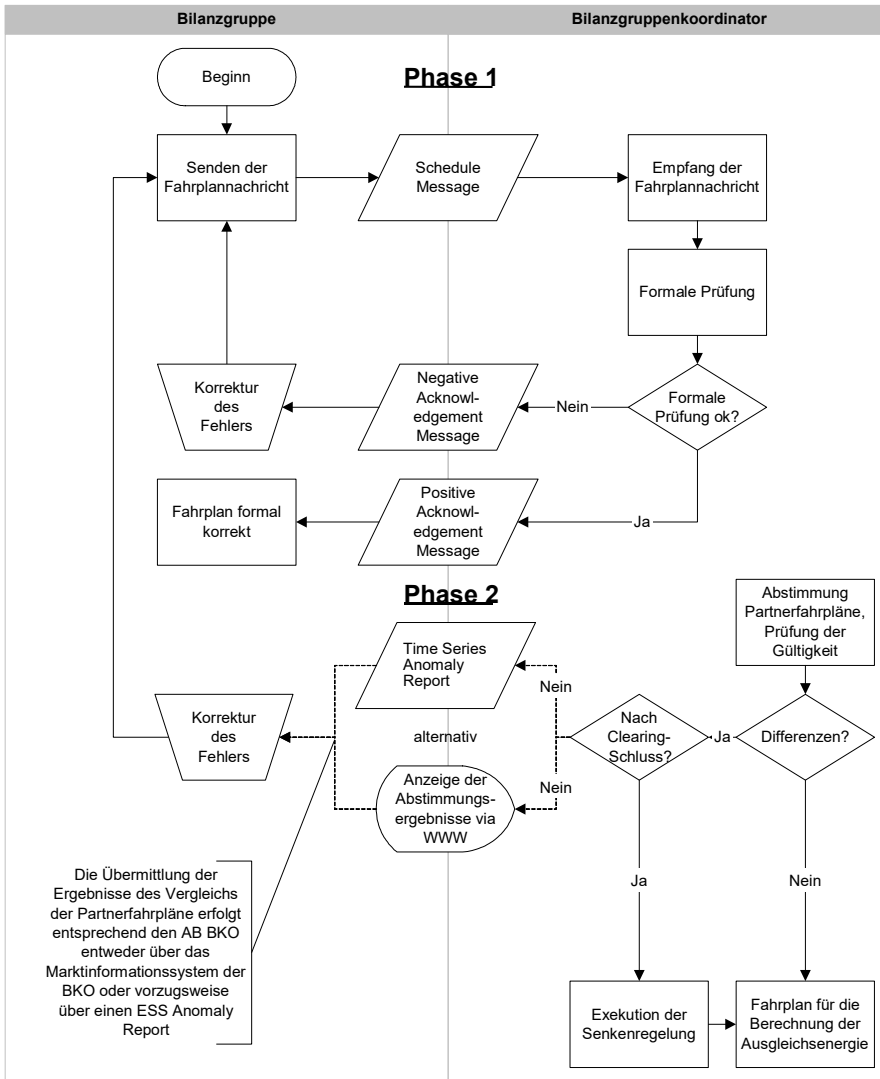 Bilanzgruppe
Bilanzgruppenkoordinator
Beginn
Phase 1
Senden der
Fahrplannachricht
Schedule
Message
Empfang der
Fahrplannachricht
Formale Prüfung
Korrektur
des
Fehlers
Negative
Acknowl-
edgement
Message
Nein
Formale
Prüfung ok?
Fahrplan formal
korrekt
Positive
Acknowl-
edgement
Message
Ja
Phase 2
Abstimmung
Partnerfahrpläne,
Prüfung der
Gültigkeit
Time Series
Anomaly
Report
Nein
Korrektur
des
Fehlers
alternativ
Nach
Clearing-
Schluss?
Ja
Differenzen?
Anzeige der
Abstimmungs-
ergebnisse via
WWW
Nein
Die Übermittlung der
Ergebnisse des Vergleichs
der Partnerfahrpläne erfolgt
entsprechend den AB BKO
entweder über das
Marktinformationssystem der
BKO oder vorzugsweise
über einen ESS Anomaly
Report
Ja
Nein
Exekution der
Senkenregelung
Fahrplan für die
Berechnung der
Ausgleichsenergie